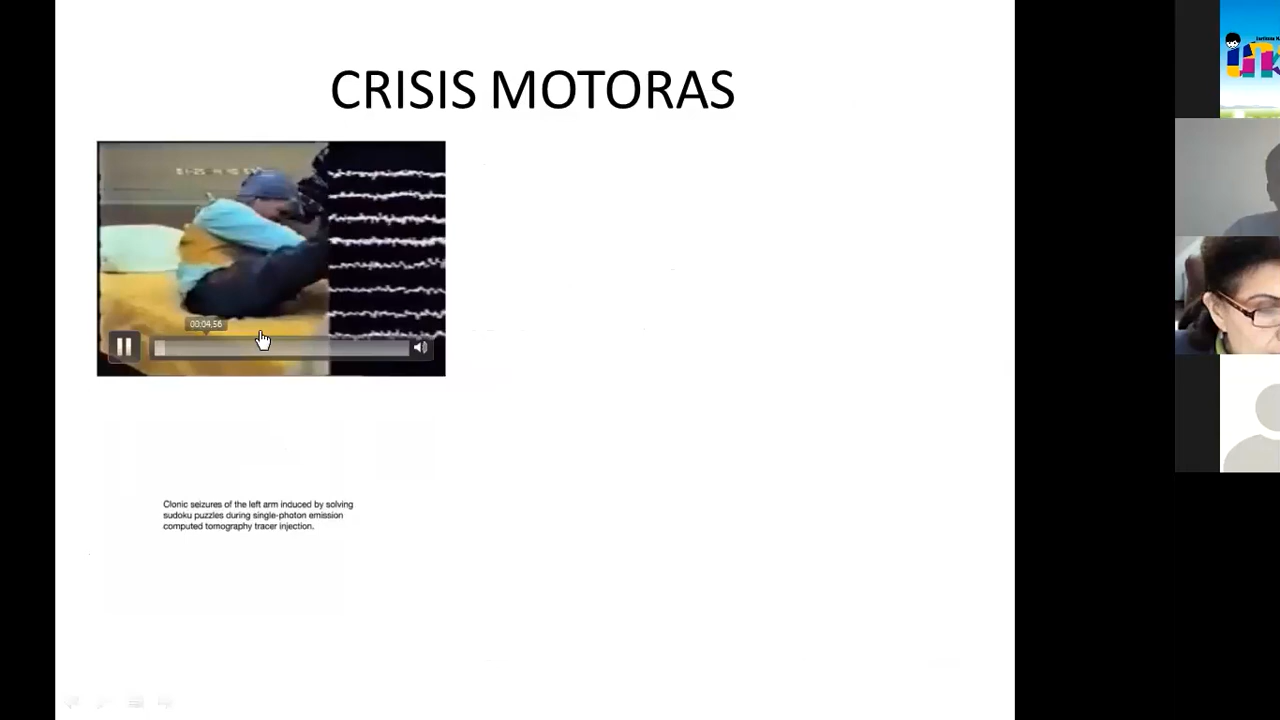 CRISIS MOTORAS
00:04,56
Clonic seizures of the left arm induced by solving
sudoku puzzles during single-photon emission
computed tomography tracer injection.